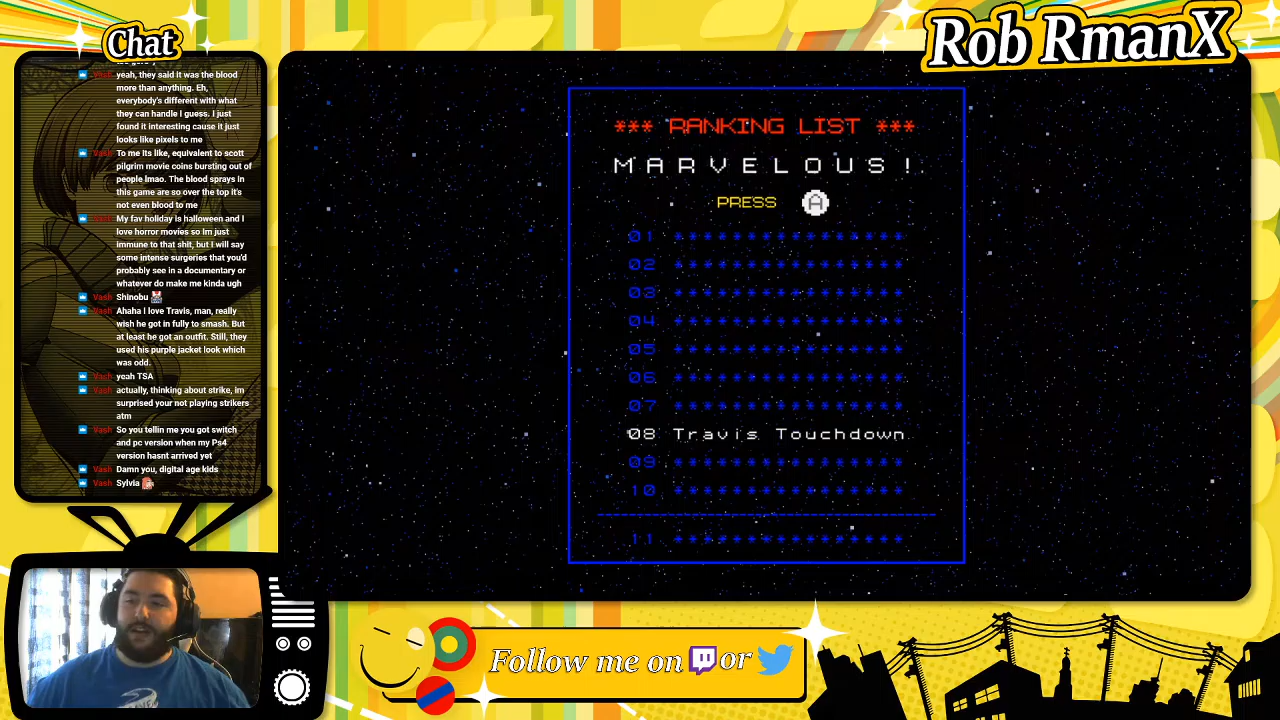 Chat
Rob RmanX
Vash yeah, they said it was the blood
more than anything. Eh,
everybody's different with what
they can handle I guess. I just
found it interesting cause it just
looks like pixels to me
Vash To me its like, equivalent to scott
pilgrim movie coins bursting out of
people lmao. The blood sprays in
this game are so over the top it's
not even blood to me
Vash My fav holiday is halloween and I
love horror movies so Im just
immune to that shit, but I will say
some intense surgeries that you'd
probably see in a documentary or
whatever do make me kinda ugh
Vash Shinobu
Vash Ahaha I love Travis, man, really
wish he got in fully to smash. But
at least he got an outfit. Still, they
used his purple jacket look which
was odd.
Vash yeah TSA
Vash actually, thinking about strike, im
surprised your not playing strikers
atm
Vash So you tellin me you got switch
and pc version when my Ps4
version hasnt arrived yet
Vash Damn you, digital age kids
Vash Sylvia
*** RANKING LIST ***
MARVELOUS!
PRESS A
01 ***************
02 ***************
03 ***************
04 ***************
05 ***************
06 ***************
07 ***************
08 Travis Touchdown
09 ***************
10 ***************
11 ***************
Follow me on or